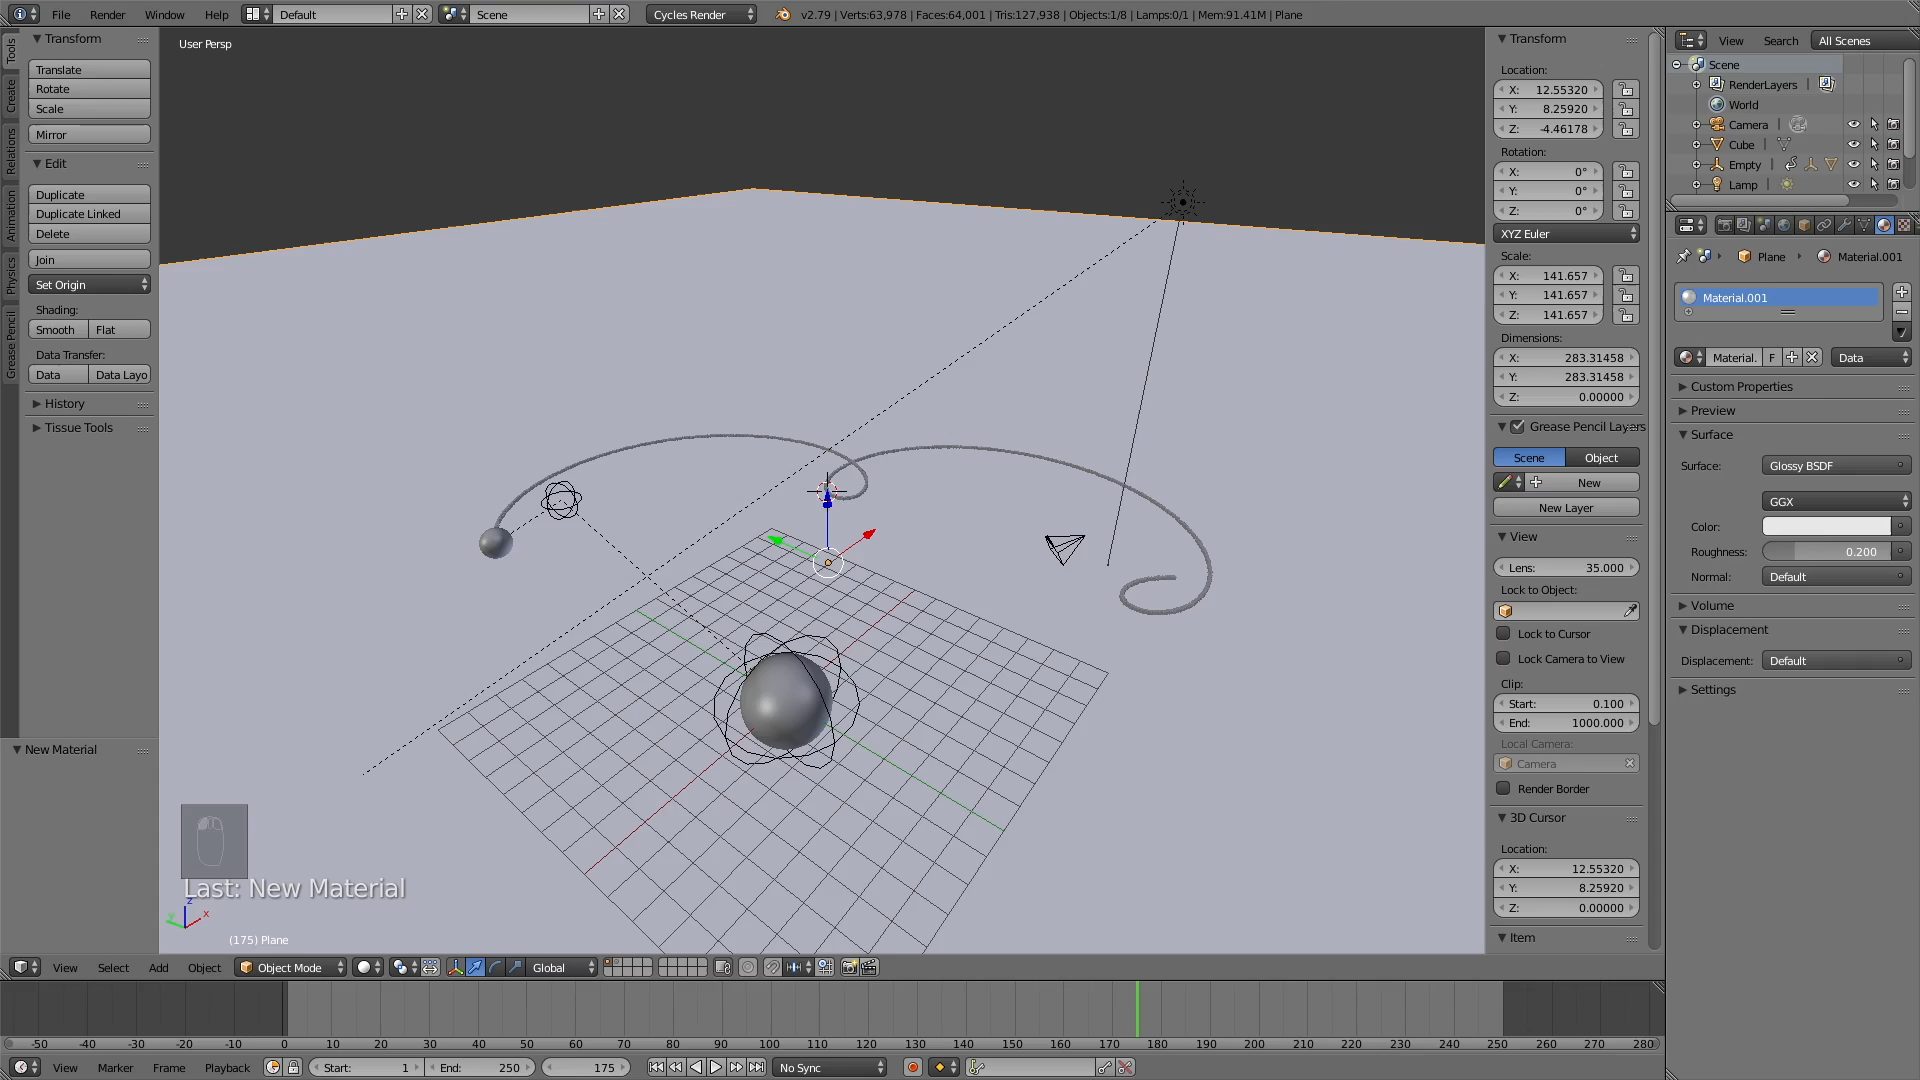 File Render Window Help Default Scene Cycles Render v2.79 | Verts:63,978 | Faces:64,001 | Tris:127,938 | Objects:1/8 | Lamps:0/1 | Mem:91.41M | Plane
Tools
Create
Relations
Animation
Physics
Grease Pencil
Transform
Translate
Rotate
Scale
Mirror
Edit
Duplicate
Duplicate Linked
Delete
Join
Set Origin
Shading:
Smooth Flat
Data Transfer:
Data Data Layo
History
Tissue Tools
New Material
User Persp
Last: New Material
z
y x
(175) Plane
Transform
Location:
X: 12.55320
Y: 8.25920
Z: -4.46178
Rotation:
X: 0°
Y: 0°
Z: 0°
XYZ Euler
Scale:
X: 141.657
Y: 141.657
Z: 141.657
Dimensions:
X: 283.31458
Y: 283.31458
Z: 0.00000
Grease Pencil Layers
Scene Object
New
New Layer
View
Lens: 35.000
Lock to Object:
Lock to Cursor
Lock Camera to View
Clip:
Start: 0.100
End: 1000.000
Local Camera:
Camera
Render Border
3D Cursor
Location:
X: 12.55320
Y: 8.25920
Z: 0.00000
Item
View Search All Scenes
Scene
RenderLayers |
World
Camera |
Cube |
Empty |
Lamp |
Plane Material.001
Material.001
Material. F Data
Custom Properties
Preview
Surface
Surface: Glossy BSDF
GGX
Color:
Roughness: 0.200
Normal: Default
Volume
Displacement
Displacement: Default
Settings
View Select Add Object Object Mode Global
-50 -40 -30 -20 -10 0 10 20 30 40 50 60 70 80 90 100 110 120 130 140 150 160 170 180 190 200 210 220 230 240 250 260 270 280
View Marker Frame Playback Start: 1 End: 250 175 No Sync